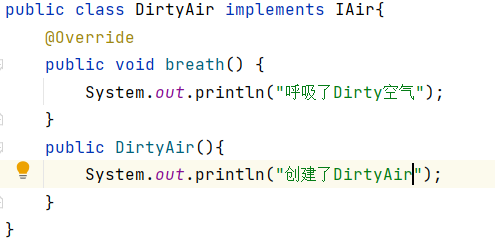 public class DirtyAir implements IAir{
@Override
public void breath() {
System.out.println("呼吸了Dirty空气");
}
public DirtyAir(){
System.out.println("创建了DirtyAir");
}
}